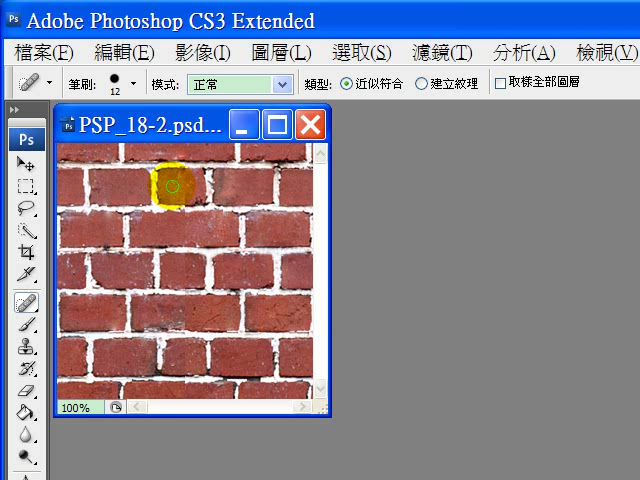 Ps Adobe Photoshop CS3 Extended
檔案(F) 編輯(E) 影像(I) 圖層(L) 選取(S) 濾鏡(T) 分析(A) 檢視(V)
筆刷: 12 模式: 正常 類型: 近似符合 建立紋理 取樣全部圖層
Ps PSP_18-2.psd...
Ps
100%